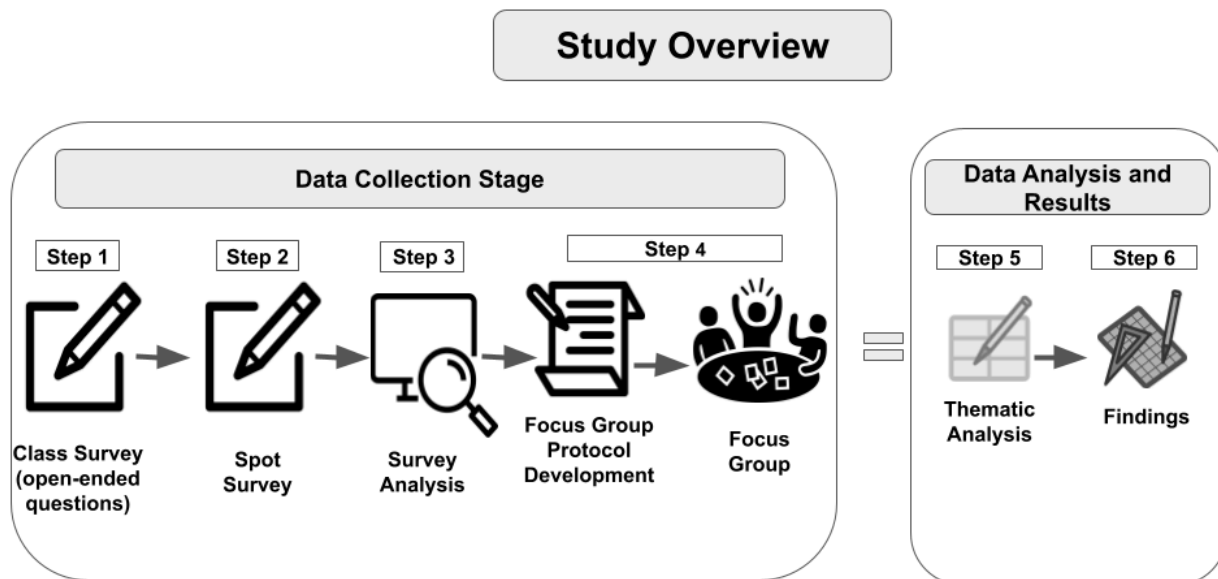 Study Overview
Data Collection Stage
Step 1
Step 2
Step 3
Step 4
Class Survey
(open-ended
questions)
Spot
Survey
Survey
Analysis
Focus Group
Protocol
Development
Focus
Group
Data Analysis and
Results
Step 5
Step 6
Thematic
Analysis
Findings